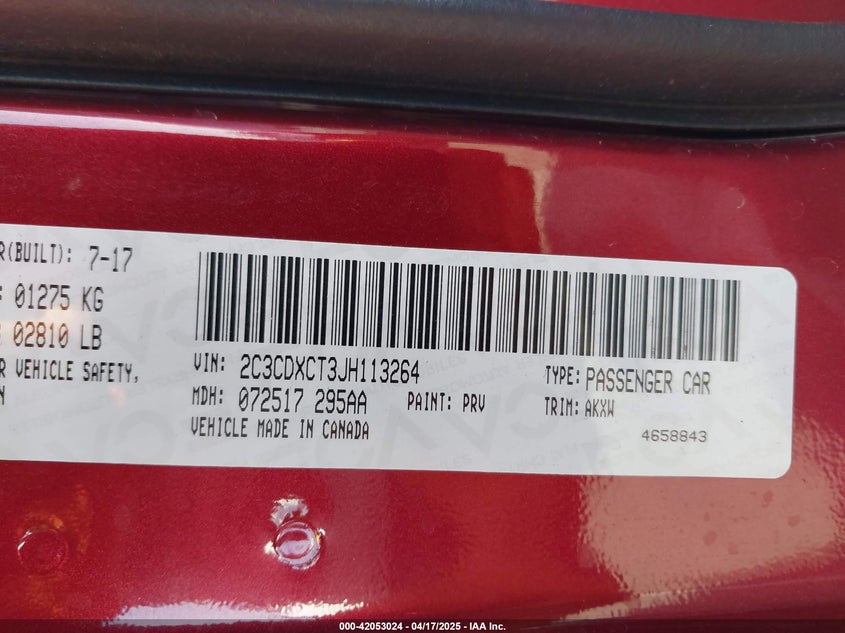 R(BUILT): 7-17
: 01275 KG
: 02810 LB
R VEHICLE SAFETY,
N
VIN: 2C3CDXCT3JH113264
TYPE: PASSENGER CAR
MDH: 072517 295AA
PAINT: PRV
TRIM: AKXW
VEHICLE MADE IN CANADA
4658843
000-42053024 - 04/17/2025 - IAA Inc.